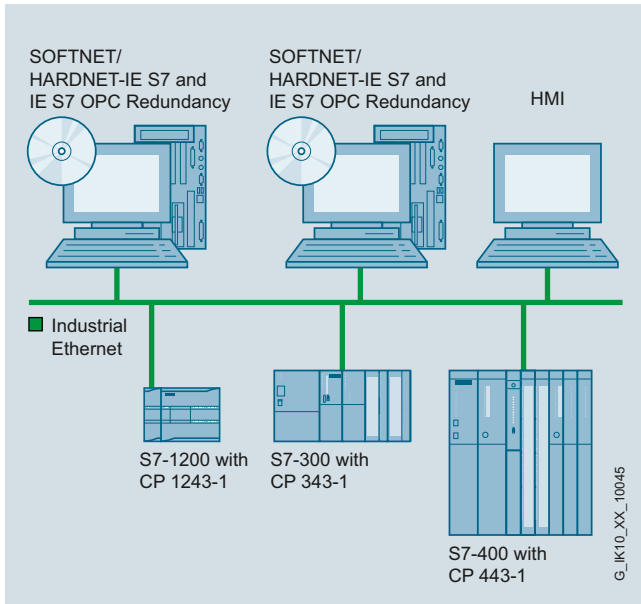 SOFTNET/
HARDNET-IE S7 and
IE S7 OPC Redundancy
SOFTNET/
HARDNET-IE S7 and
IE S7 OPC Redundancy
HMI
Industrial
Ethernet
S7-1200 with
CP 1243-1
S7-300 with
CP 343-1
S7-400 with
CP 443-1
G_IK10_XX_10045